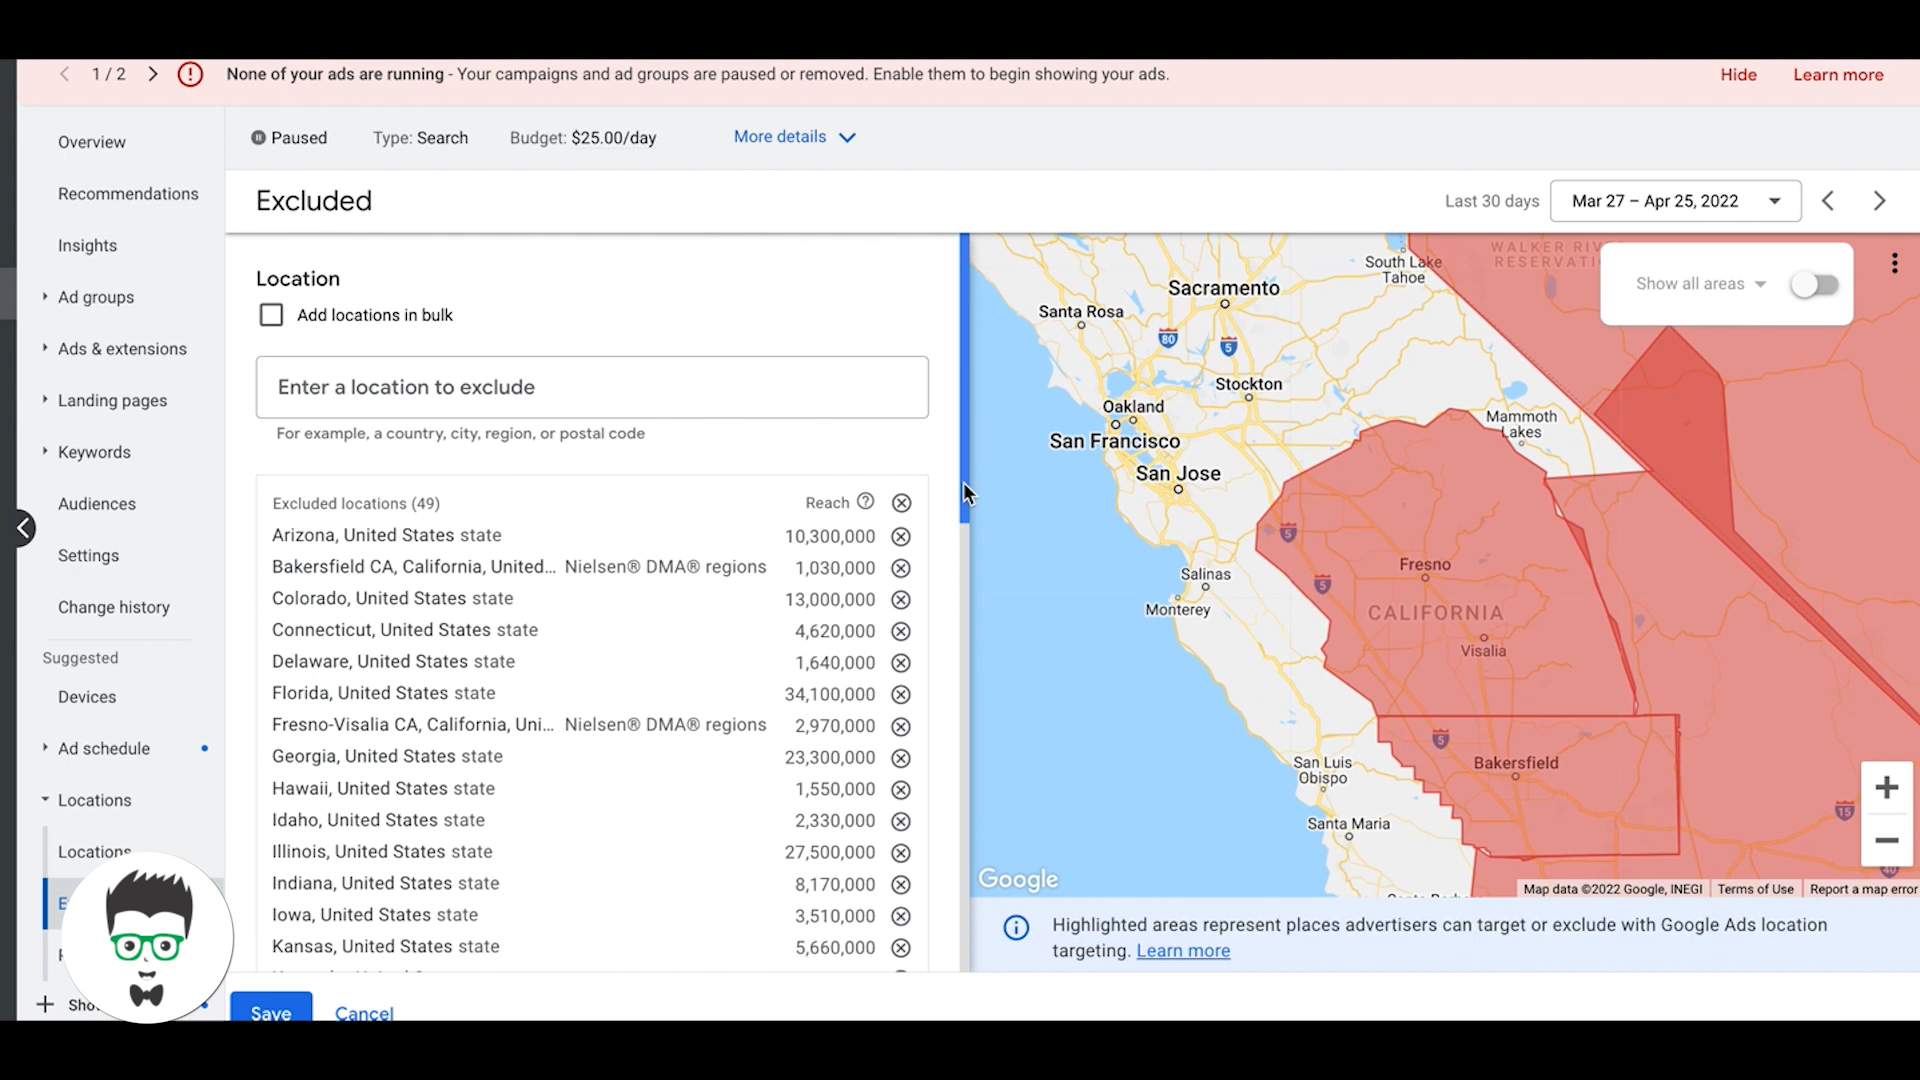 1 / 2
None of your ads are running - Your campaigns and ad groups are paused or removed. Enable them to begin showing your ads.
Hide
Learn more
Overview
Recommendations
Insights
Ad groups
Ads & extensions
Landing pages
Keywords
Audiences
Settings
Change history
Suggested
Devices
Ad schedule
Locations
Locations
Paused
Type: Search
Budget: $25.00/day
More details
Excluded
Last 30 days
Mar 27 – Apr 25, 2022
Location
Add locations in bulk
Enter a location to exclude
For example, a country, city, region, or postal code
Excluded locations (49) Reach
Arizona, United States state 10,300,000
Bakersfield CA, California, United... Nielsen® DMA® regions 1,030,000
Colorado, United States state 13,000,000
Connecticut, United States state 4,620,000
Delaware, United States state 1,640,000
Florida, United States state 34,100,000
Fresno-Visalia CA, California, Uni... Nielsen® DMA® regions 2,970,000
Georgia, United States state 23,300,000
Hawaii, United States state 1,550,000
Idaho, United States state 2,330,000
Illinois, United States state 27,500,000
Indiana, United States state 8,170,000
Iowa, United States state 3,510,000
Kansas, United States state 5,660,000
Save
Cancel
Show all areas
South Lake
Tahoe
Sacramento
Santa Rosa
80
5
Stockton
Oakland
San Francisco
San Jose
Mammoth
Lakes
5
Fresno
5
Salinas
Monterey
CALIFORNIA
Visalia
5
Bakersfield
San Luis
Obispo
15
Santa Maria
Google
Map data ©2022 Google, INEGI
Terms of Use
Report a map error
Highlighted areas represent places advertisers can target or exclude with Google Ads location
targeting. Learn more